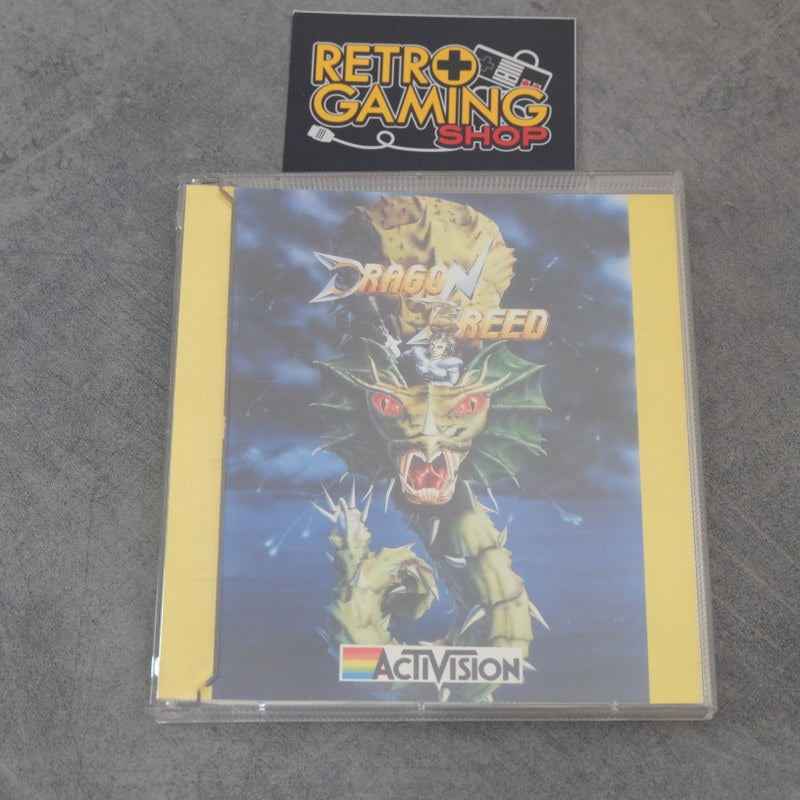 RETRO
GAMING
SHOP
DRAGON
BREED
ACTIVISION